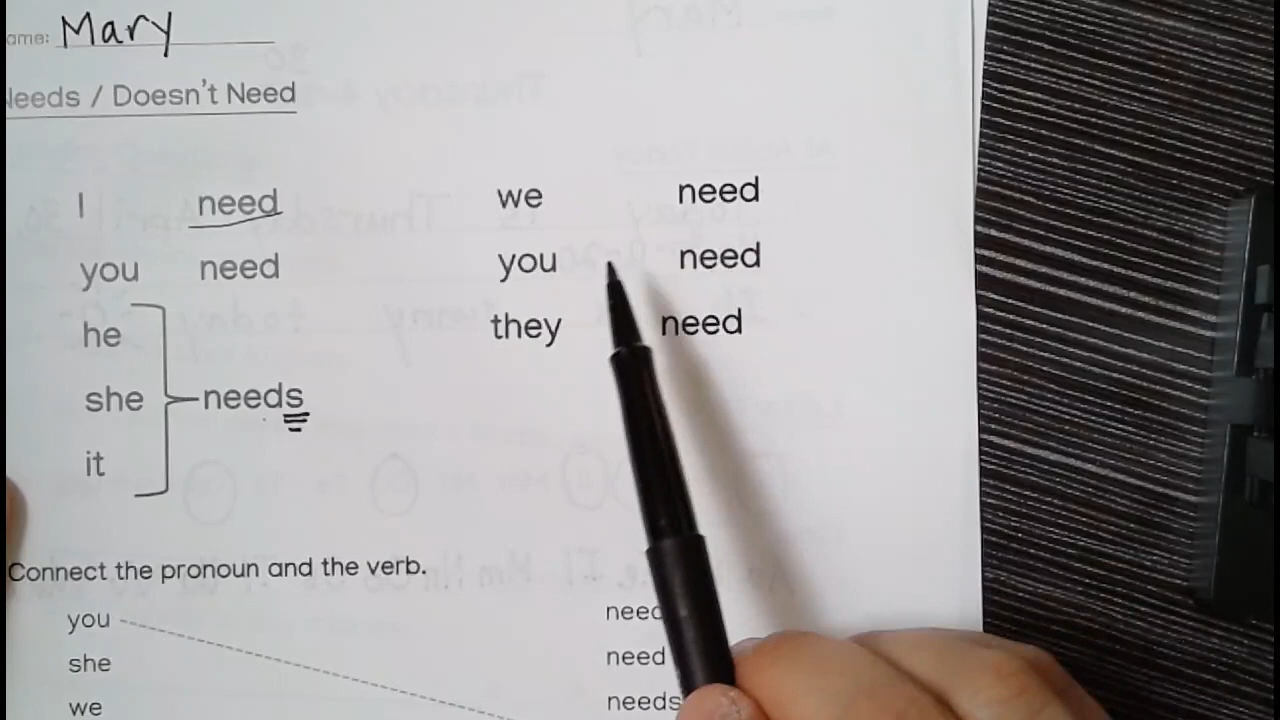 ame: Mary
Needs / Doesn't Need
I need we need
you need you need
he they need
she needs
it
Connect the pronoun and the verb.
you need
she need
we needs